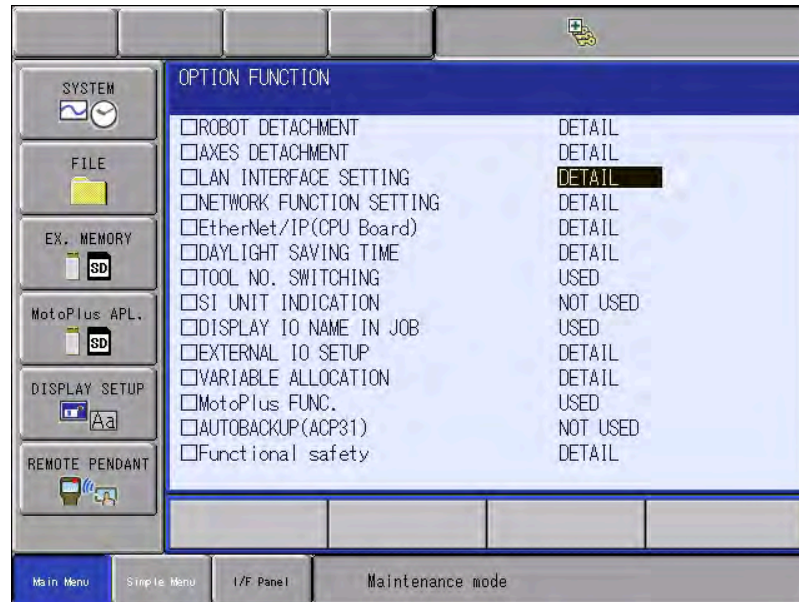 SYSTEM
FILE
EX. MEMORY
SD
MotoPlus APL.
SD
DISPLAY SETUP
Aa
REMOTE PENDANT
OPTION FUNCTION
□ROBOT DETACHMENT DETAIL
□AXES DETACHMENT DETAIL
□LAN INTERFACE SETTING DETAIL
□NETWORK FUNCTION SETTING DETAIL
□EtherNet/IP(CPU Board) DETAIL
□DAYLIGHT SAVING TIME DETAIL
□TOOL NO. SWITCHING USED
□SI UNIT INDICATION NOT USED
□DISPLAY IO NAME IN JOB USED
□EXTERNAL IO SETUP DETAIL
□VARIABLE ALLOCATION DETAIL
□MotoPlus FUNC. USED
□AUTOBACKUP(ACP31) NOT USED
□Functional safety DETAIL
Main Menu Simple Menu I/F Panel Maintenance mode